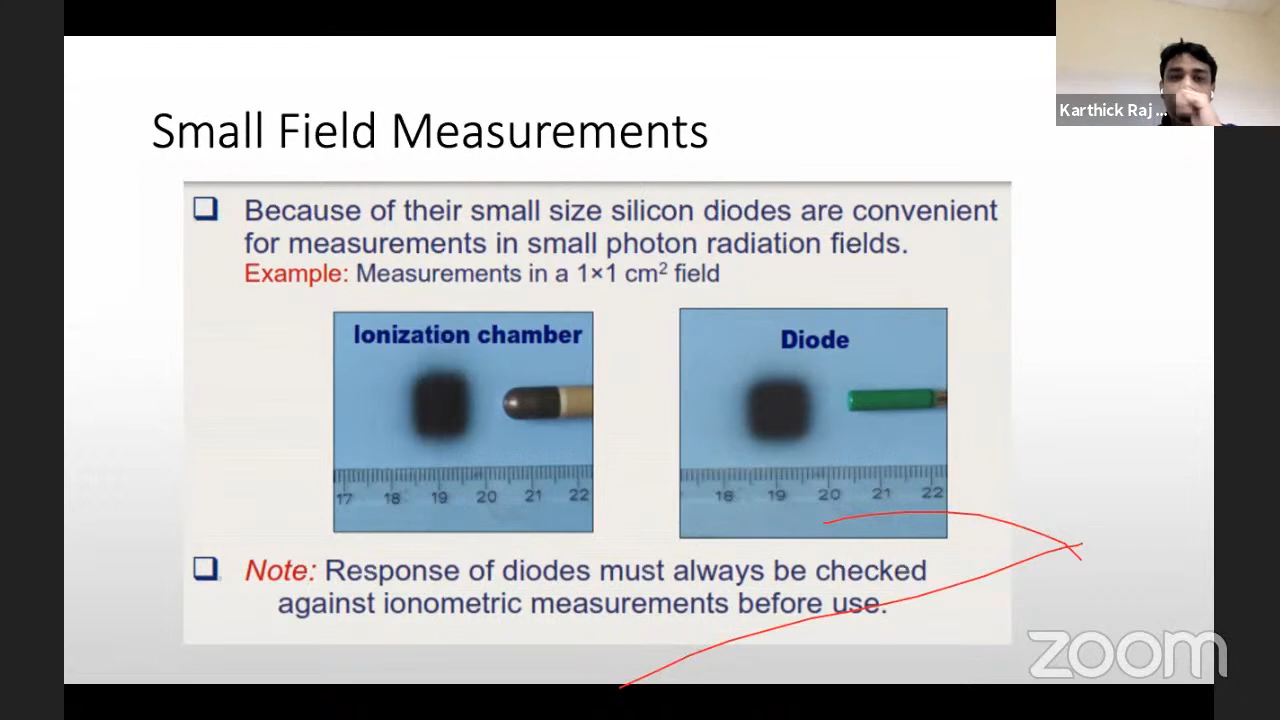 Karthick Raj ...
Small Field Measurements
Because of their small size silicon diodes are convenient
for measurements in small photon radiation fields.
Example: Measurements in a 1×1 cm² field
Ionization chamber
17 18 19 20 21 22
Diode
18 19 20 21 22
Note: Response of diodes must always be checked
against ionometric measurements before use.
zoom